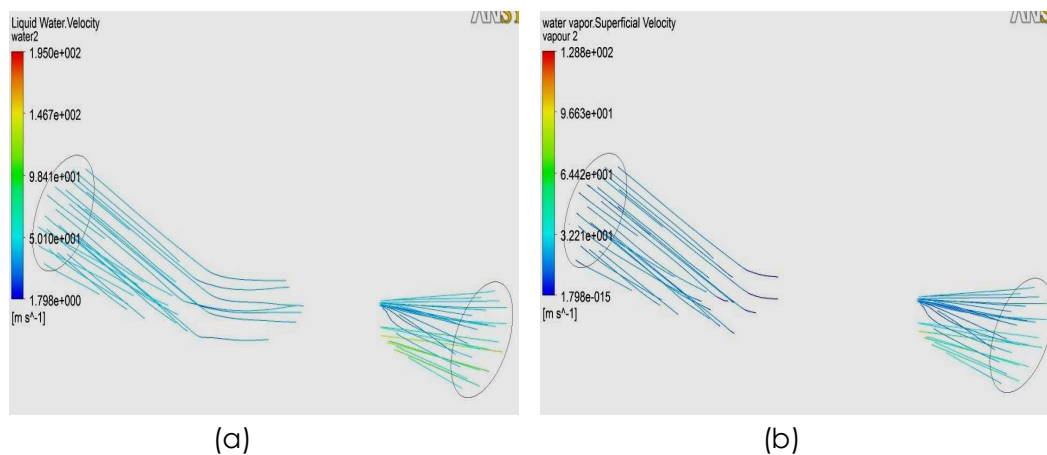 Liquid Water.Velocity
water2
1.950e+002
1.467e+002
9.841e+001
5.010e+001
1.798e+000
[m s^-1]
(a)
water vapor.Superficial Velocity
vapour 2
1.288e+002
9.663e+001
6.442e+001
3.221e+001
1.798e-015
[m s^-1]
(b)